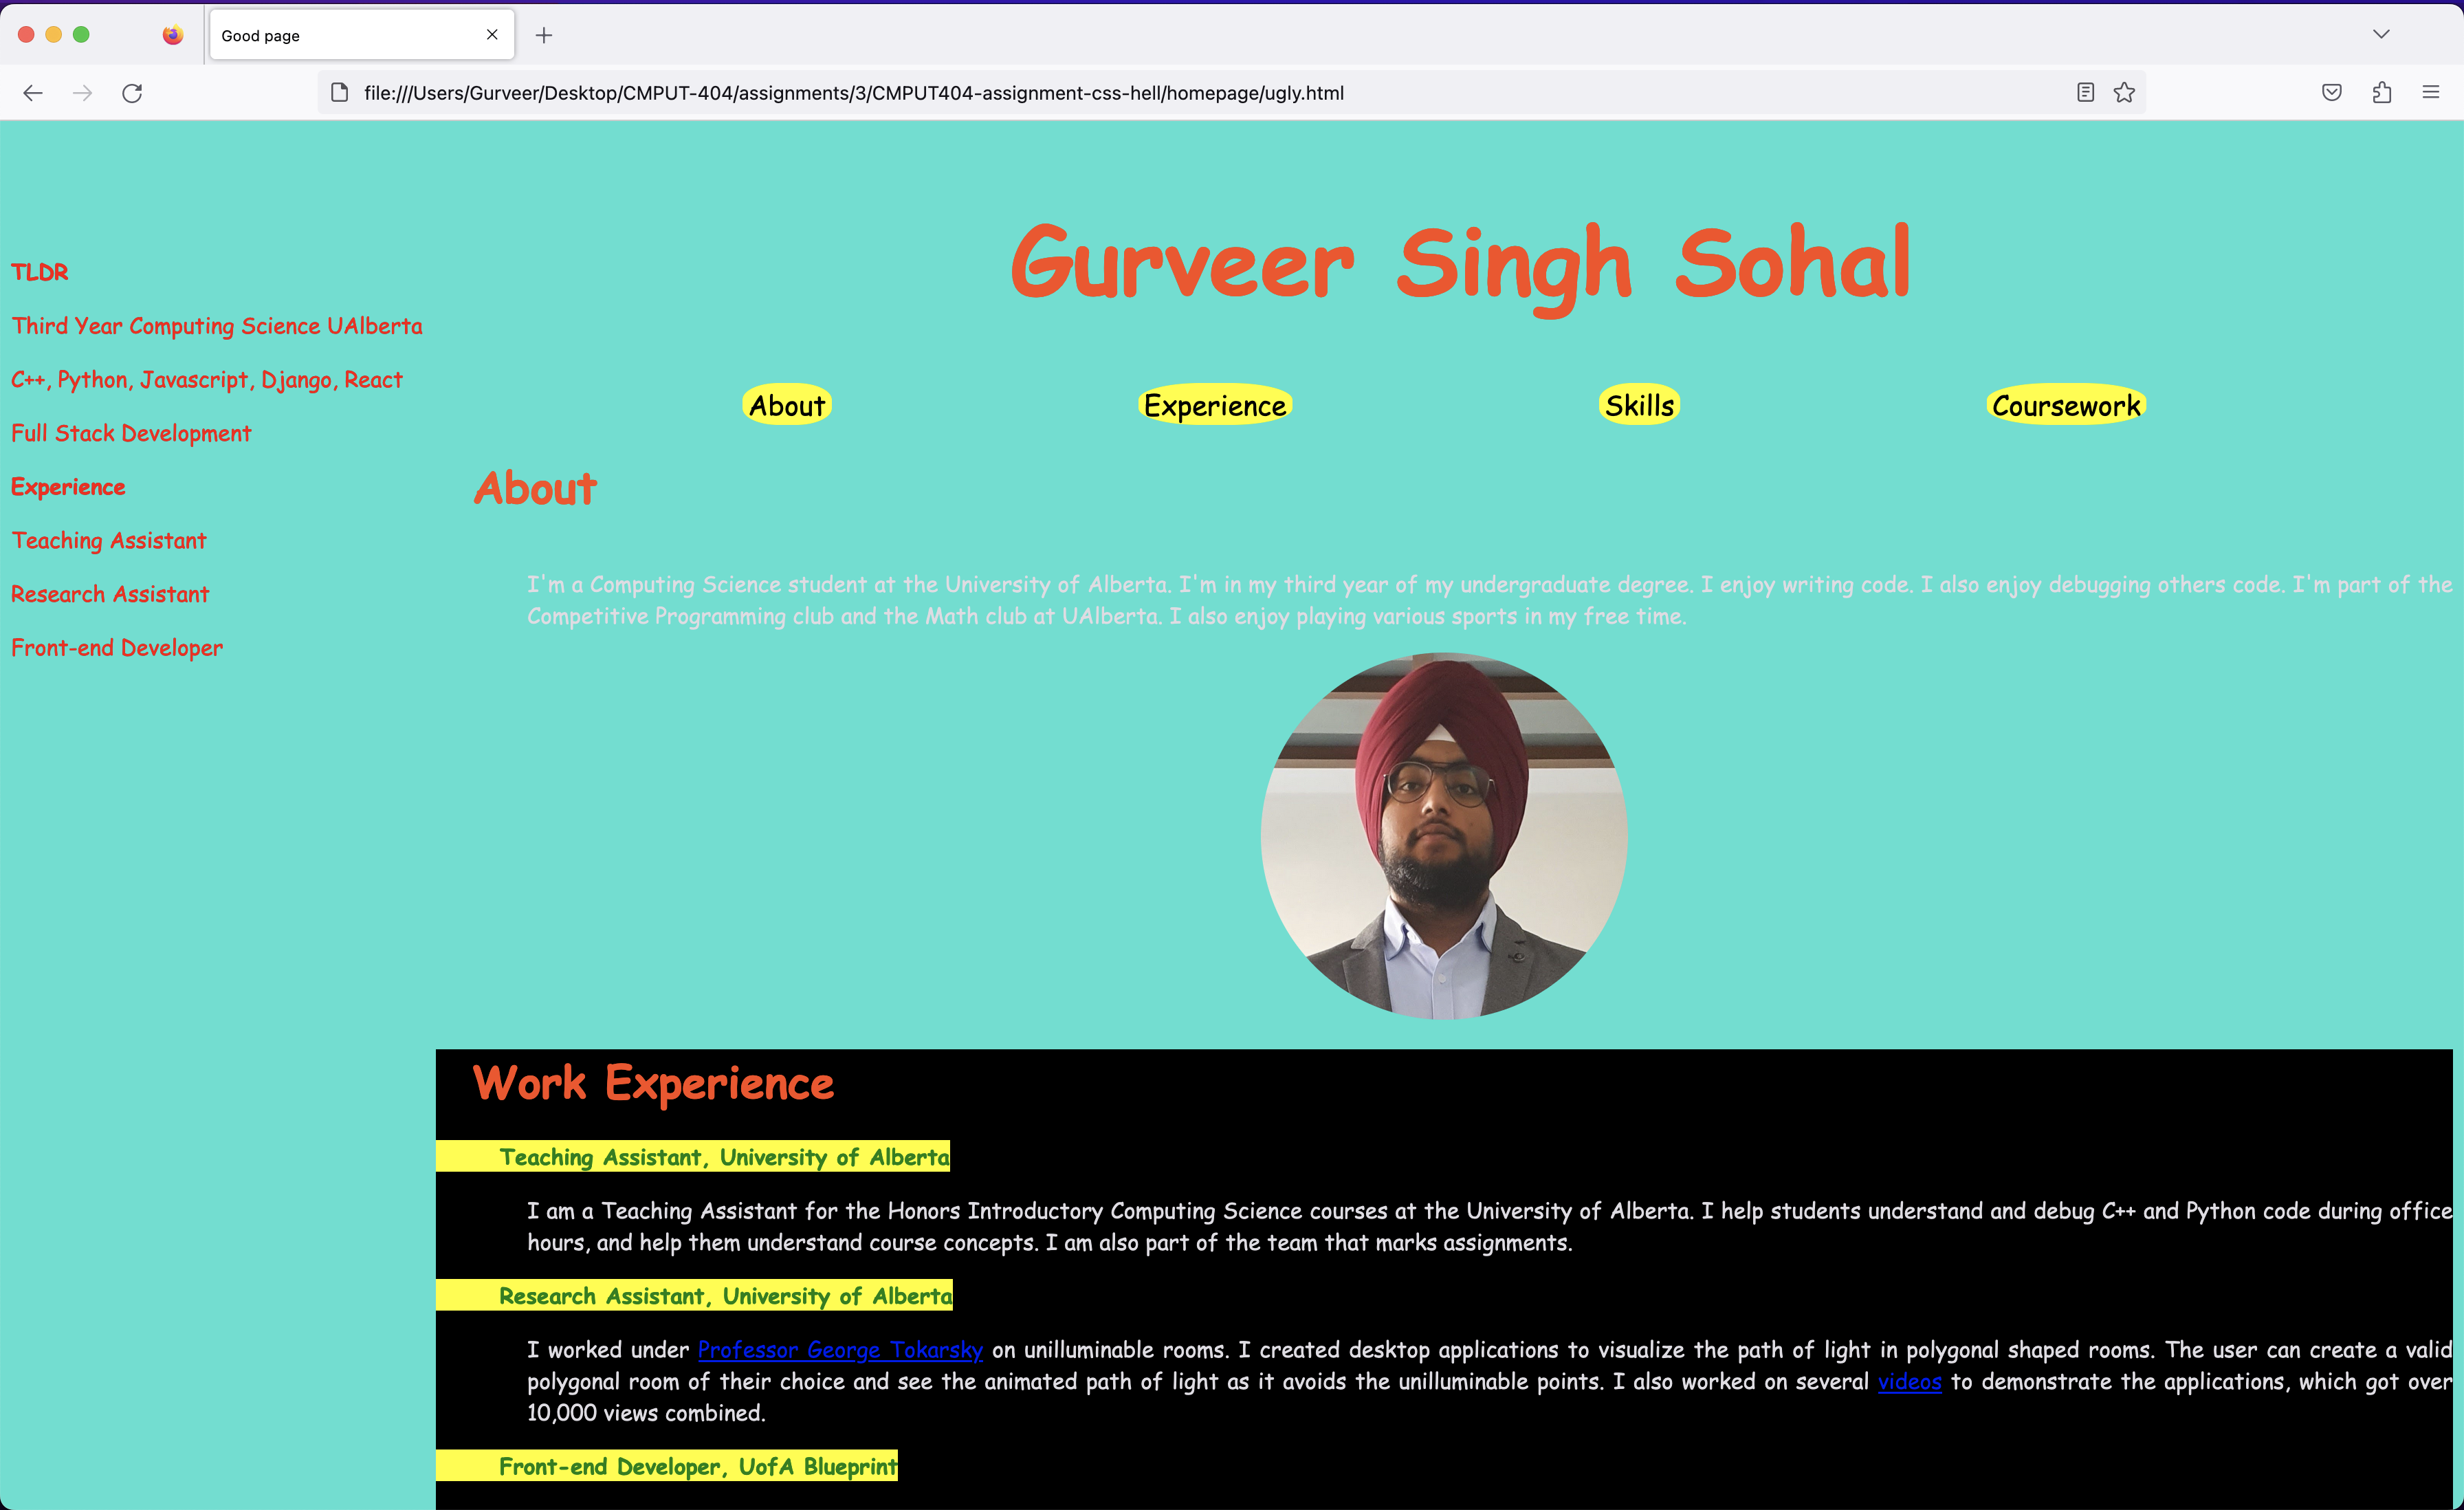 Good page
file:///Users/Gurveer/Desktop/CMPUT-404/assignments/3/CMPUT404-assignment-css-hell/homepage/ugly.html
TLDR
Third Year Computing Science UAlberta
C++, Python, Javascript, Django, React
Full Stack Development
Experience
Teaching Assistant
Research Assistant
Front-end Developer
Gurveer Singh Sohal
About Experience Skills Coursework
About
I'm a Computing Science student at the University of Alberta. I'm in my third year of my undergraduate degree. I enjoy writing code. I also enjoy debugging others code. I'm part of the
Competitive Programming club and the Math club at UAlberta. I also enjoy playing various sports in my free time.
Work Experience
Teaching Assistant, University of Alberta
I am a Teaching Assistant for the Honors Introductory Computing Science courses at the University of Alberta. I help students understand and debug C++ and Python code during office
hours, and help them understand course concepts. I am also part of the team that marks assignments.
Research Assistant, University of Alberta
I worked under Professor George Tokarsky on unilluminable rooms. I created desktop applications to visualize the path of light in polygonal shaped rooms. The user can create a valid
polygonal room of their choice and see the animated path of light as it avoids the unilluminable points. I also worked on several videos to demonstrate the applications, which got over
10,000 views combined.
Front-end Developer, UofA Blueprint